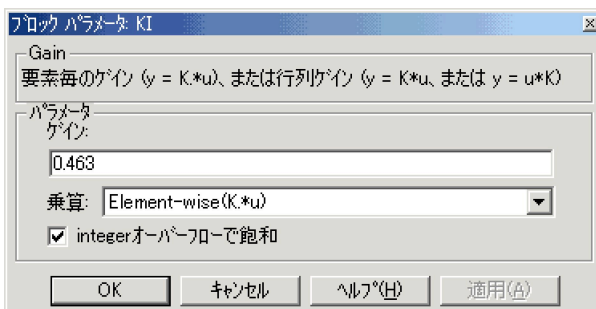 ブロック パラメータ: KI
Gain
要素毎のゲイン (y = K.*u)、または行列ゲイン (y = K*u、または y = u*K)
パラメータ
ゲイン:
0.463
乗算: Element-wise(K.*u)
integerオーバーフローで飽和
OK キャンセル ヘルプ(H) 適用(A)